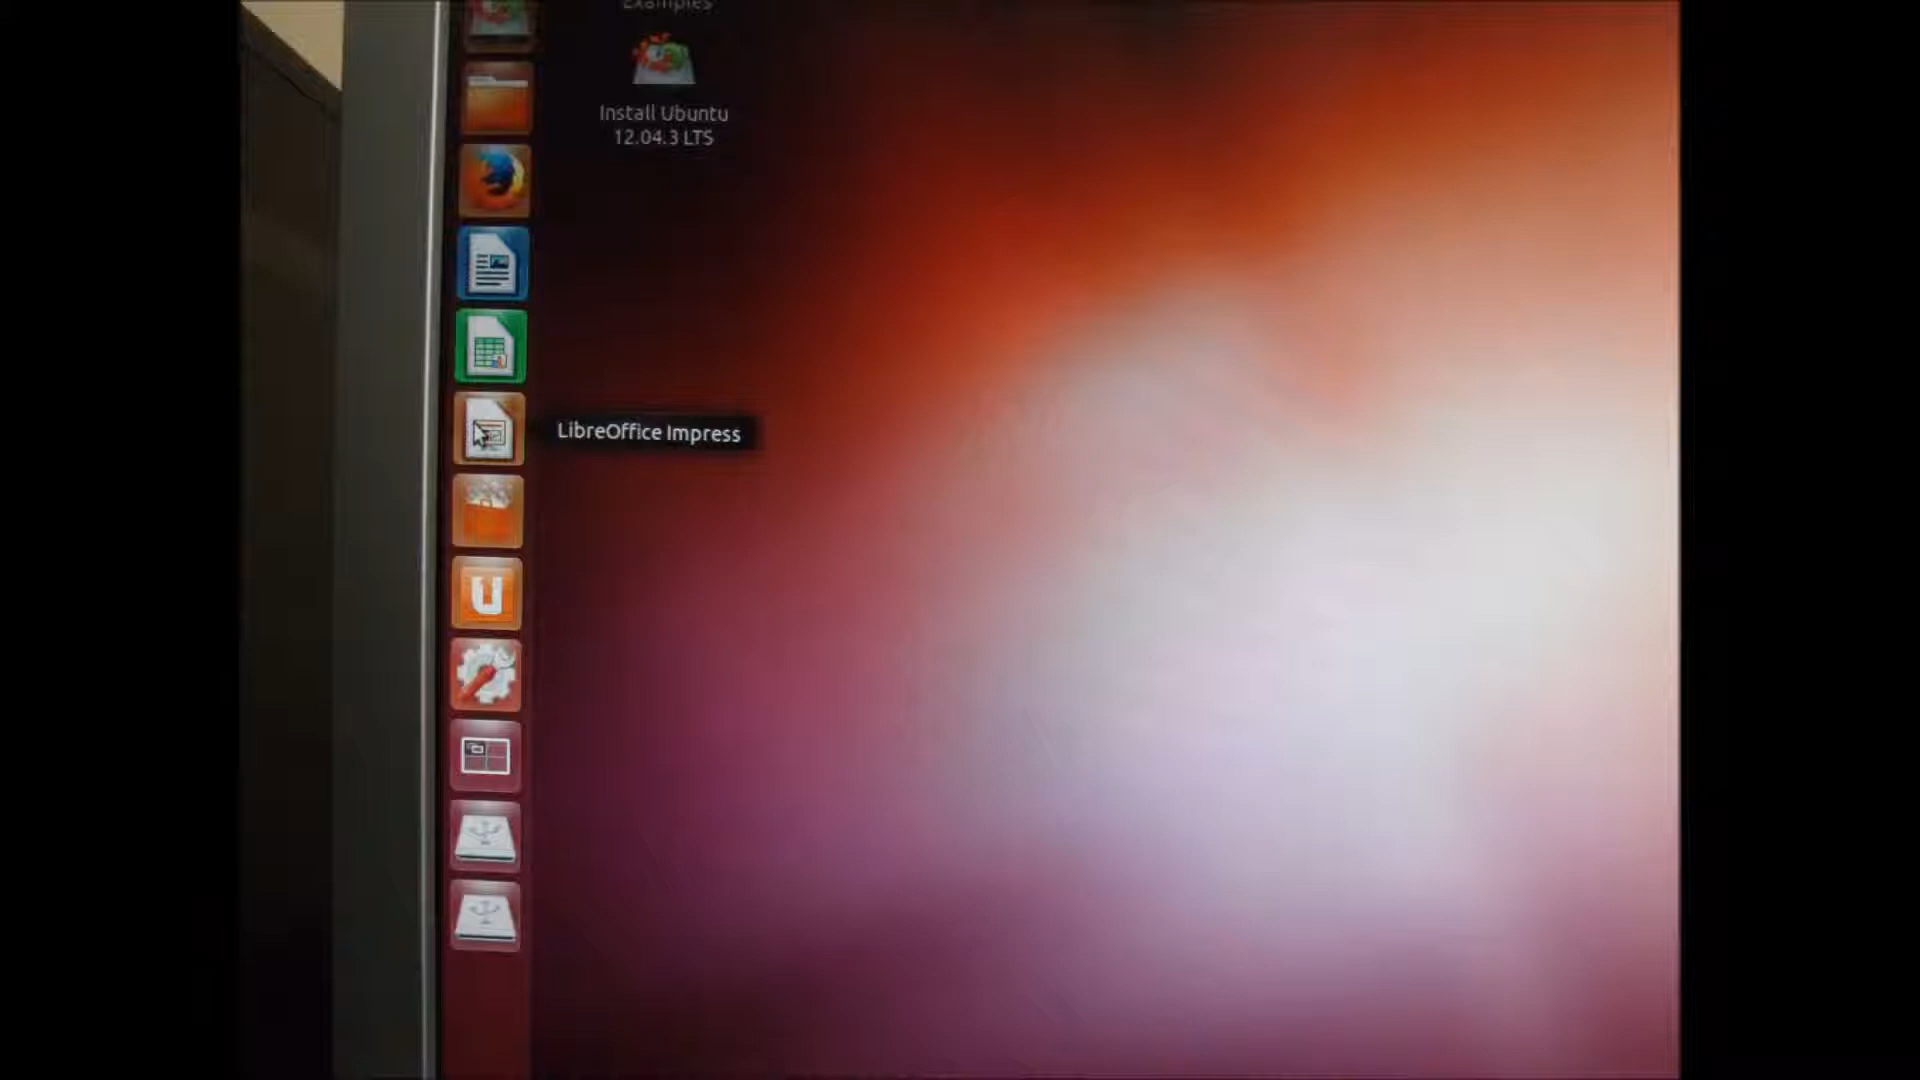 Examples
Install Ubuntu
12.04.3 LTS
LibreOffice Impress
U